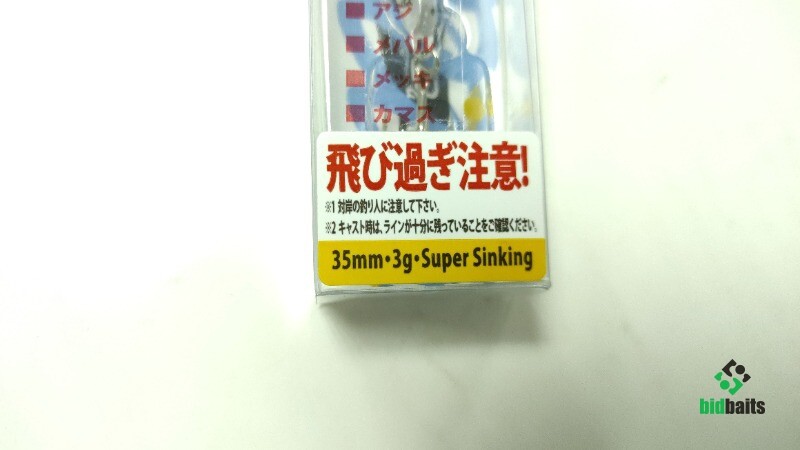 アジ
メバル
メッキ
カマス
飛び過ぎ注意!
※1 対岸の釣り人に注意して下さい。
※2 キャスト時は、ラインが十分に残っていることをご確認ください。
35mm・3g・Super Sinking
bidbaits